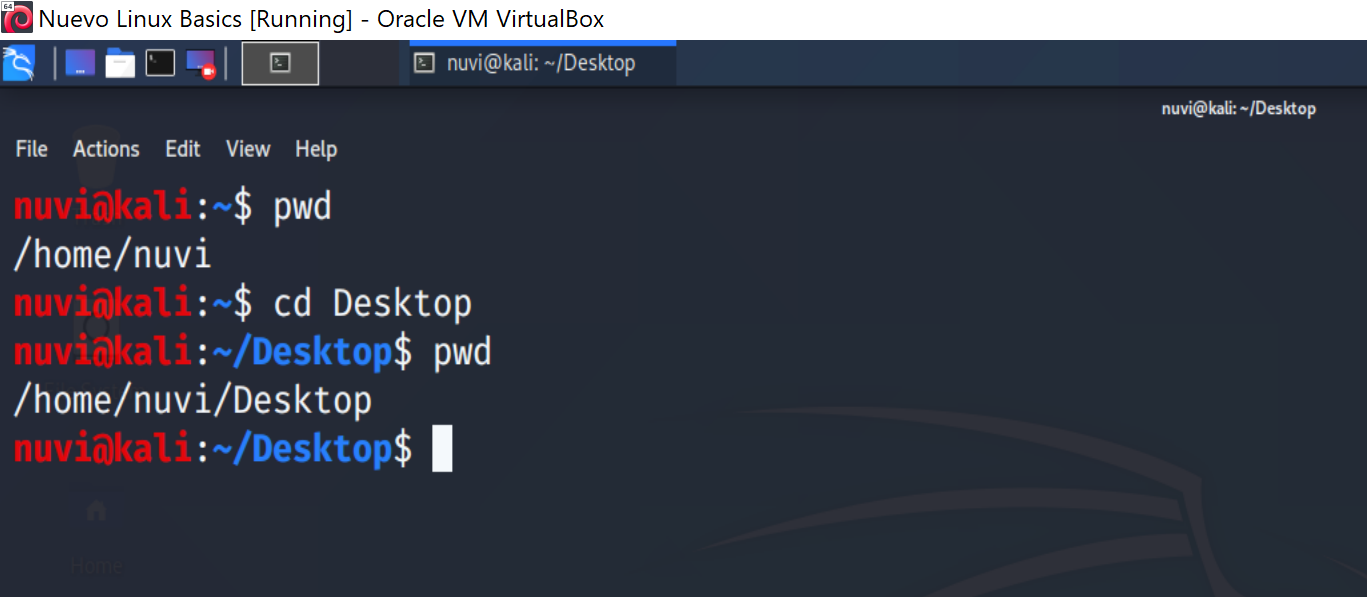 64
Nuevo Linux Basics [Running] - Oracle VM VirtualBox
nuvi@kali: ~/Desktop
nuvi@kali: ~/Desktop
File Actions Edit View Help
nuvi@kali:~$ pwd
/home/nuvi
nuvi@kali:~$ cd Desktop
nuvi@kali:~/Desktop$ pwd
/home/nuvi/Desktop
nuvi@kali:~/Desktop$
Home